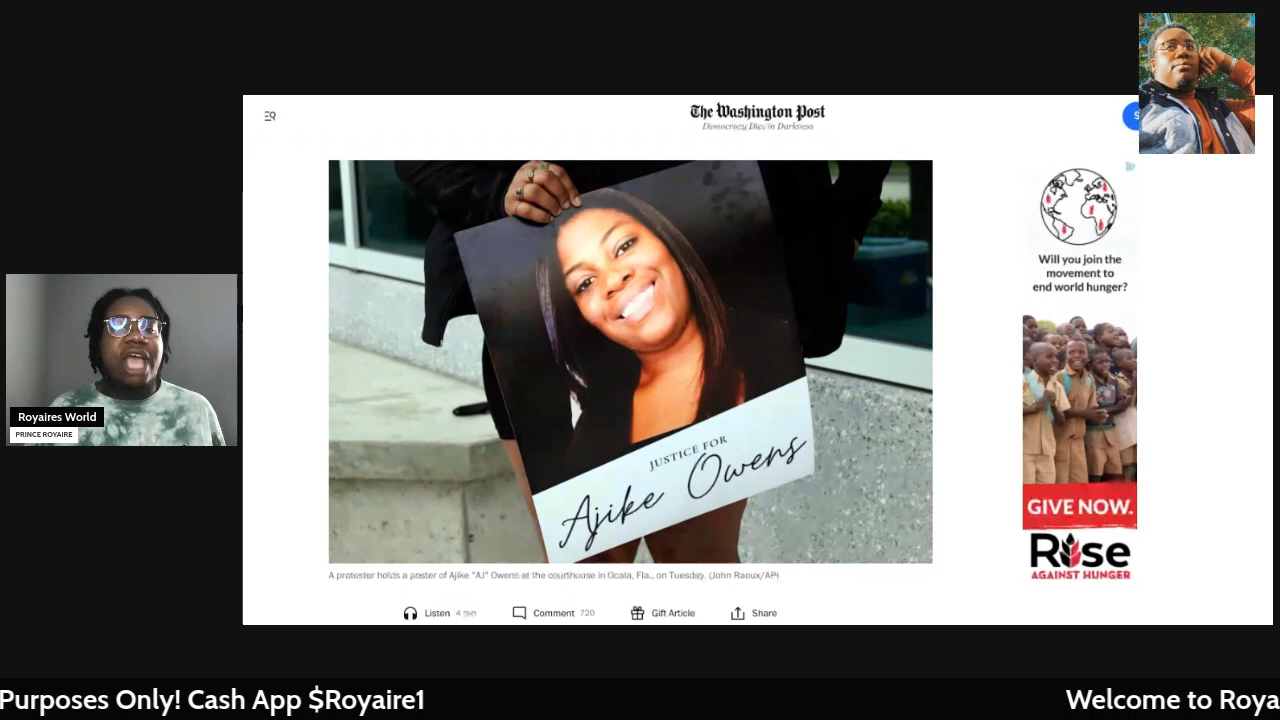 The Washington Post
Democracy Dies in Darkness
S
Will you join the
movement to
end world hunger?
JUSTICE FOR
Ajike Owens
GIVE NOW.
Rise
AGAINST HUNGER
Royaires World
PRINCE ROYAIRE
A protester holds a poster of Ajike "AJ" Owens at the courthouse in Ocala, Fla., on Tuesday. (John Raoux/AP)
Listen 4 min
Comment 720
Gift Article
Share
Purposes Only! Cash App $Royaire1
Welcome to Roya